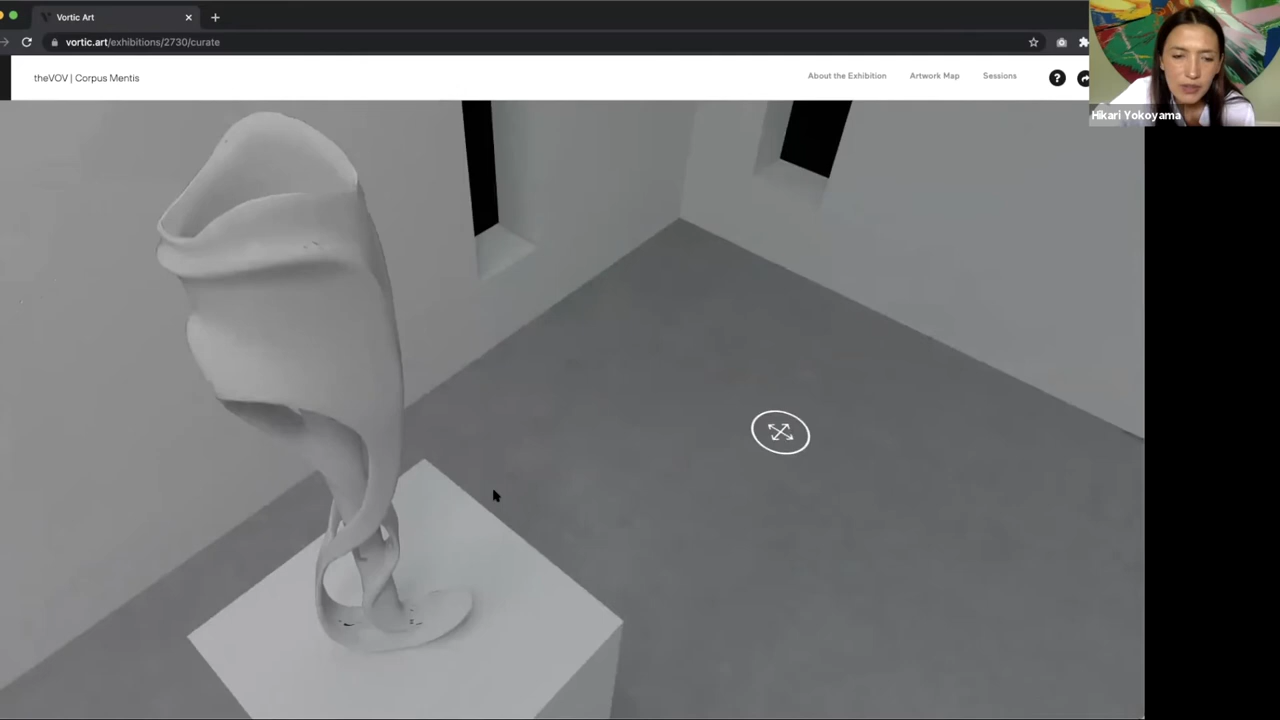 Vortic Art
vortic.art/exhibitions/2730/curate
theVOV | Corpus Mentis
About the Exhibition
Artwork Map
Sessions
?
Hikari Yokoyama